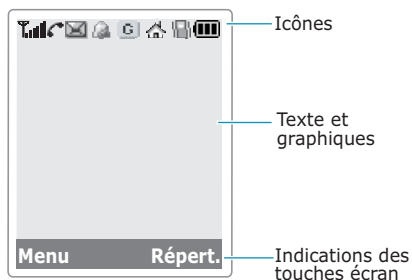 Icônes
G
Texte et
graphiques
Menu Répert.
Indications des
touches écran